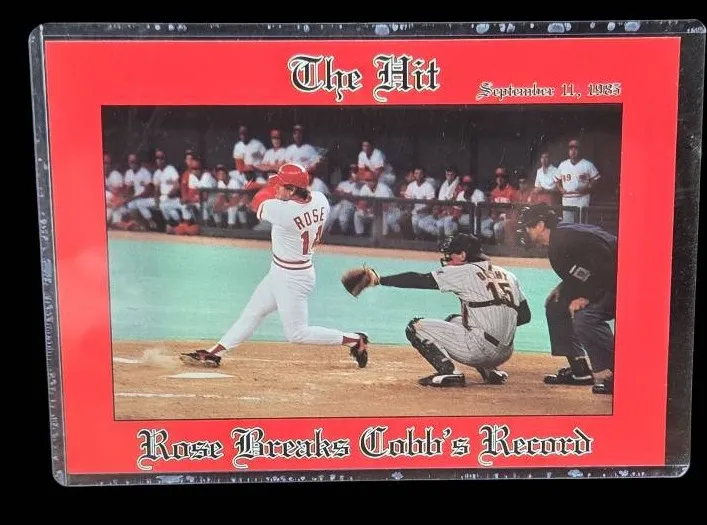 The Hit
September 11, 1985
ROSE
14
15
Rose Breaks Cobb's Record